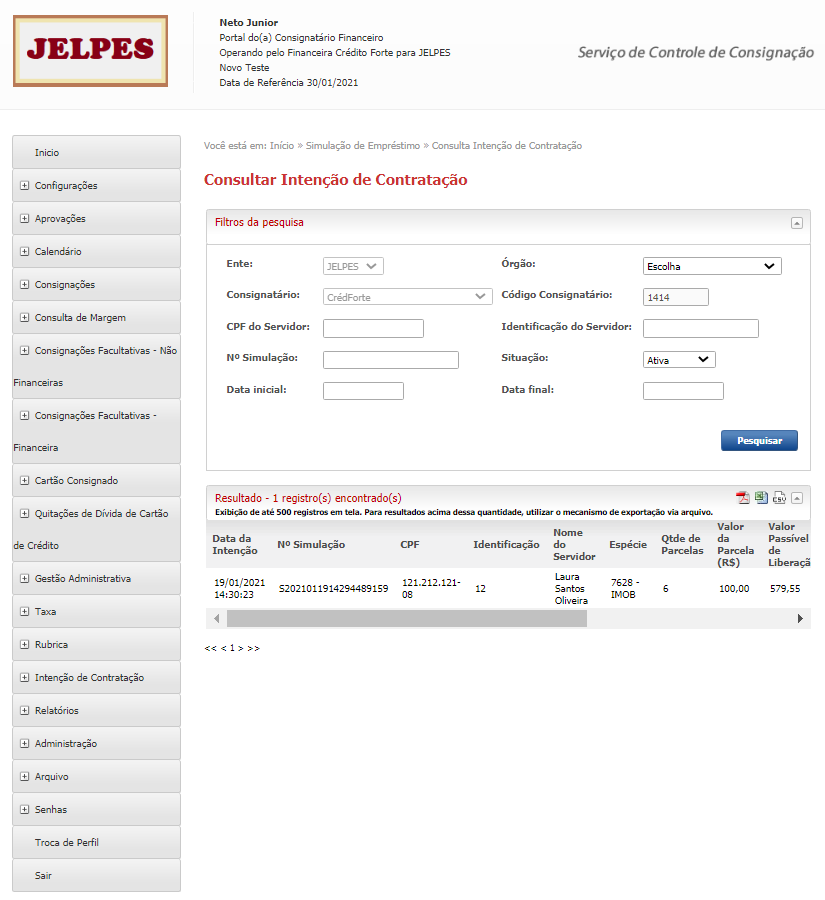 JELPES
Neto Junior
Portal do(a) Consignatário Financeiro
Operando pelo Financeira Crédito Forte para JELPES
Novo Teste
Data de Referência 30/01/2021
Serviço de Controle de Consignação
Inicio
Configurações
Aprovações
Calendário
Consignações
Consulta de Margem
Consignações Facultativas - Não
Financeiras
Consignações Facultativas -
Financeira
Cartão Consignado
Quitações de Dívida de Cartão
de Crédito
Gestão Administrativa
Taxa
Rubrica
Intenção de Contratação
Relatórios
Administração
Arquivo
Senhas
Troca de Perfil
Sair
Você está em: Início » Simulação de Empréstimo » Consulta Intenção de Contratação
Consultar Intenção de Contratação
Filtros da pesquisa
Ente: JELPES Órgão: Escolha
Consignatário: CrédForte Código Consignatário: 1414
CPF do Servidor: Identificação do Servidor:
Nº Simulação: Situação: Ativa
Data inicial: Data final:
Pesquisar
Resultado - 1 registro(s) encontrado(s)
CSV
Exibição de até 500 registros em tela. Para resultados acima dessa quantidade, utilizar o mecanismo de exportação via arquivo.
Data da Intenção Nº Simulação CPF Identificação Nome do Servidor Espécie Qtde de Parcelas Valor da Parcela (R$) Valor Passível de Liberaçã
19/01/2021 14:30:23 S2021011914294489159 121.212.121-08 12 Laura Santos Oliveira 7628 - IMOB 6 100,00 579,55
<< < 1 > >>